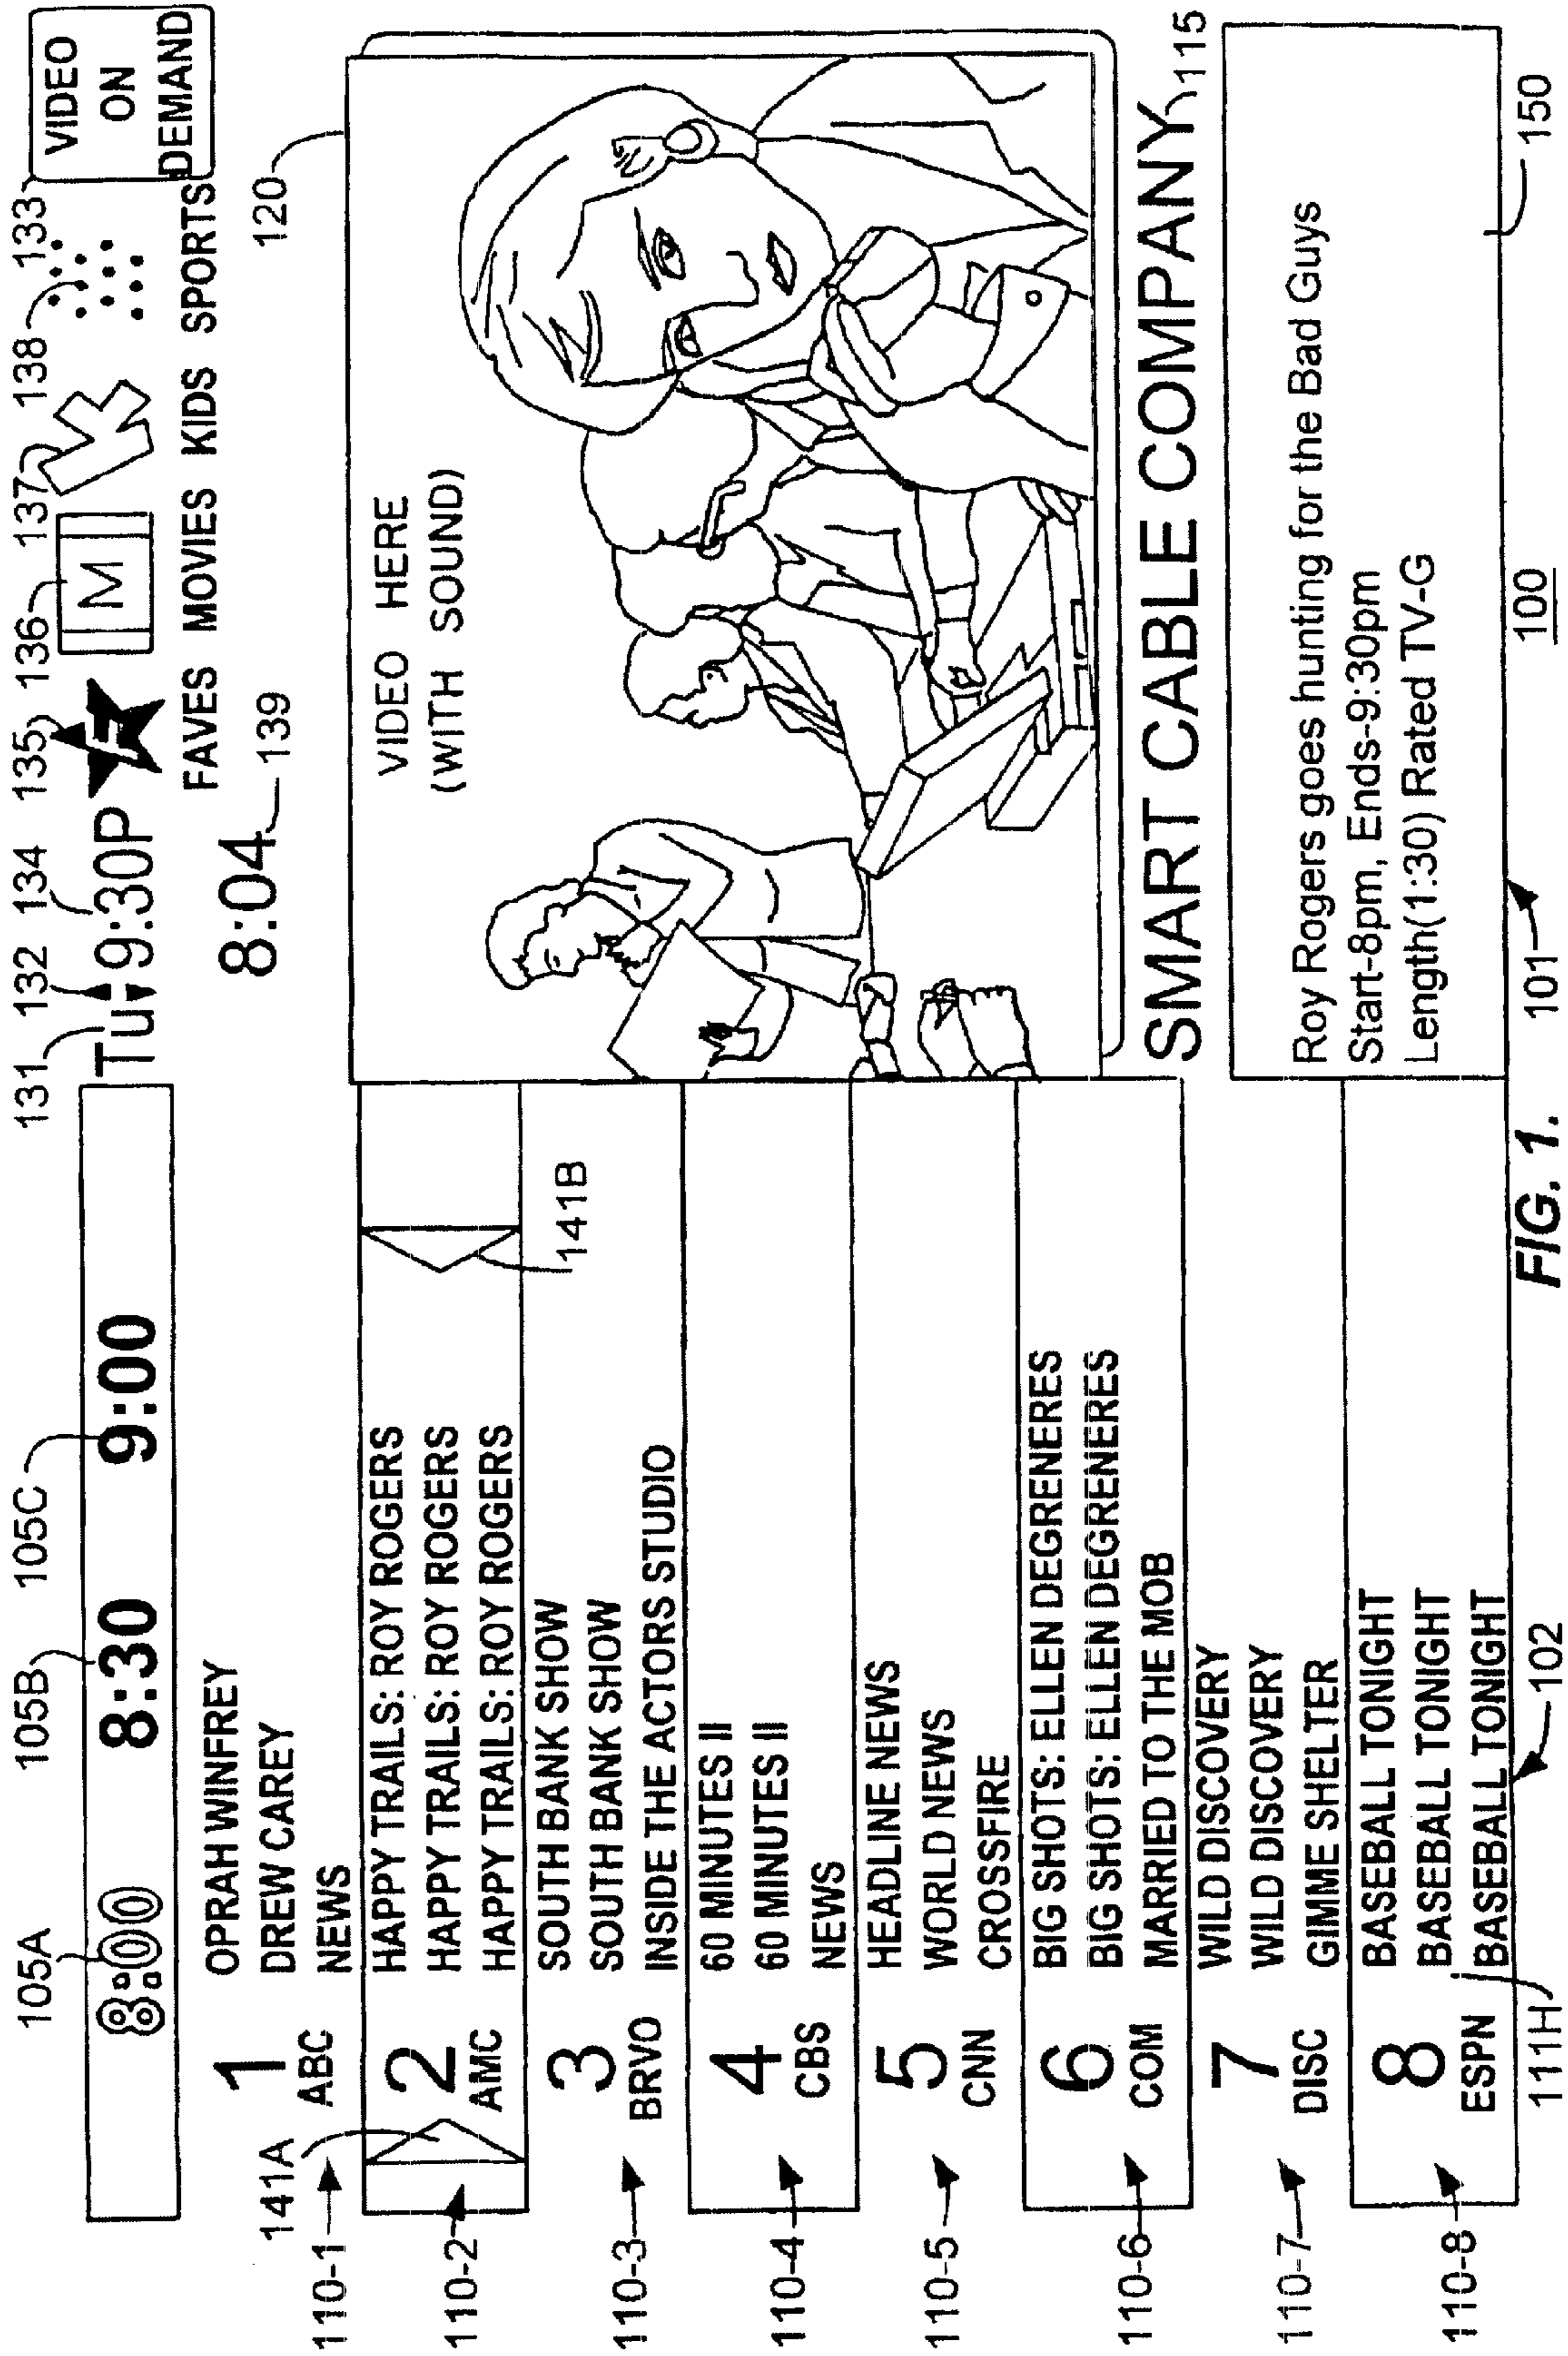 105A 105B 105C 131 132 134 135 136 137 138 133
8:00 8:30 9:00
Tu 9:30P
M
VIDEO
ON
DEMAND
FAVES MOVIES KIDS SPORTS
8:04 139
120
110-1
1
ABC
OPRAH WINFREY
DREW CAREY
NEWS
141A
110-2
2
AMC
HAPPY TRAILS: ROY ROGERS
HAPPY TRAILS: ROY ROGERS
HAPPY TRAILS: ROY ROGERS
141B
110-3
3
BRVO
SOUTH BANK SHOW
SOUTH BANK SHOW
INSIDE THE ACTORS STUDIO
110-4
4
CBS
60 MINUTES II
60 MINUTES II
NEWS
110-5
5
CNN
HEADLINE NEWS
WORLD NEWS
CROSSFIRE
110-6
6
COM
BIG SHOTS: ELLEN DEGRENERES
BIG SHOTS: ELLEN DEGRENERES
MARRIED TO THE MOB
110-7
7
DISC
WILD DISCOVERY
WILD DISCOVERY
GIMME SHELTER
110-8
8
ESPN
BASEBALL TONIGHT
BASEBALL TONIGHT
BASEBALL TONIGHT
111H
102
VIDEO HERE
(WITH SOUND)
SMART CABLE COMPANY 115
Roy Rogers goes hunting for the Bad Guys
Start-8pm, Ends-9:30pm
Length(1:30) Rated TV-G
101
100
150
FIG. 1.